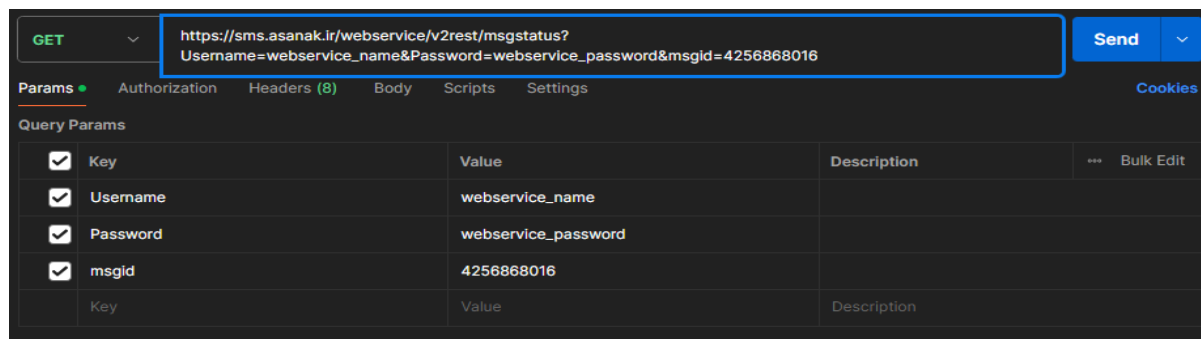 GET
https://sms.asanak.ir/webservice/v2rest/msgstatus?
Username=webservice_name&Password=webservice_password&msgid=4256868016
Send
Params Authorization Headers (8) Body Scripts Settings Cookies
Query Params
Key Value Description Bulk Edit
Username webservice_name
Password webservice_password
msgid 4256868016
Key Value Description